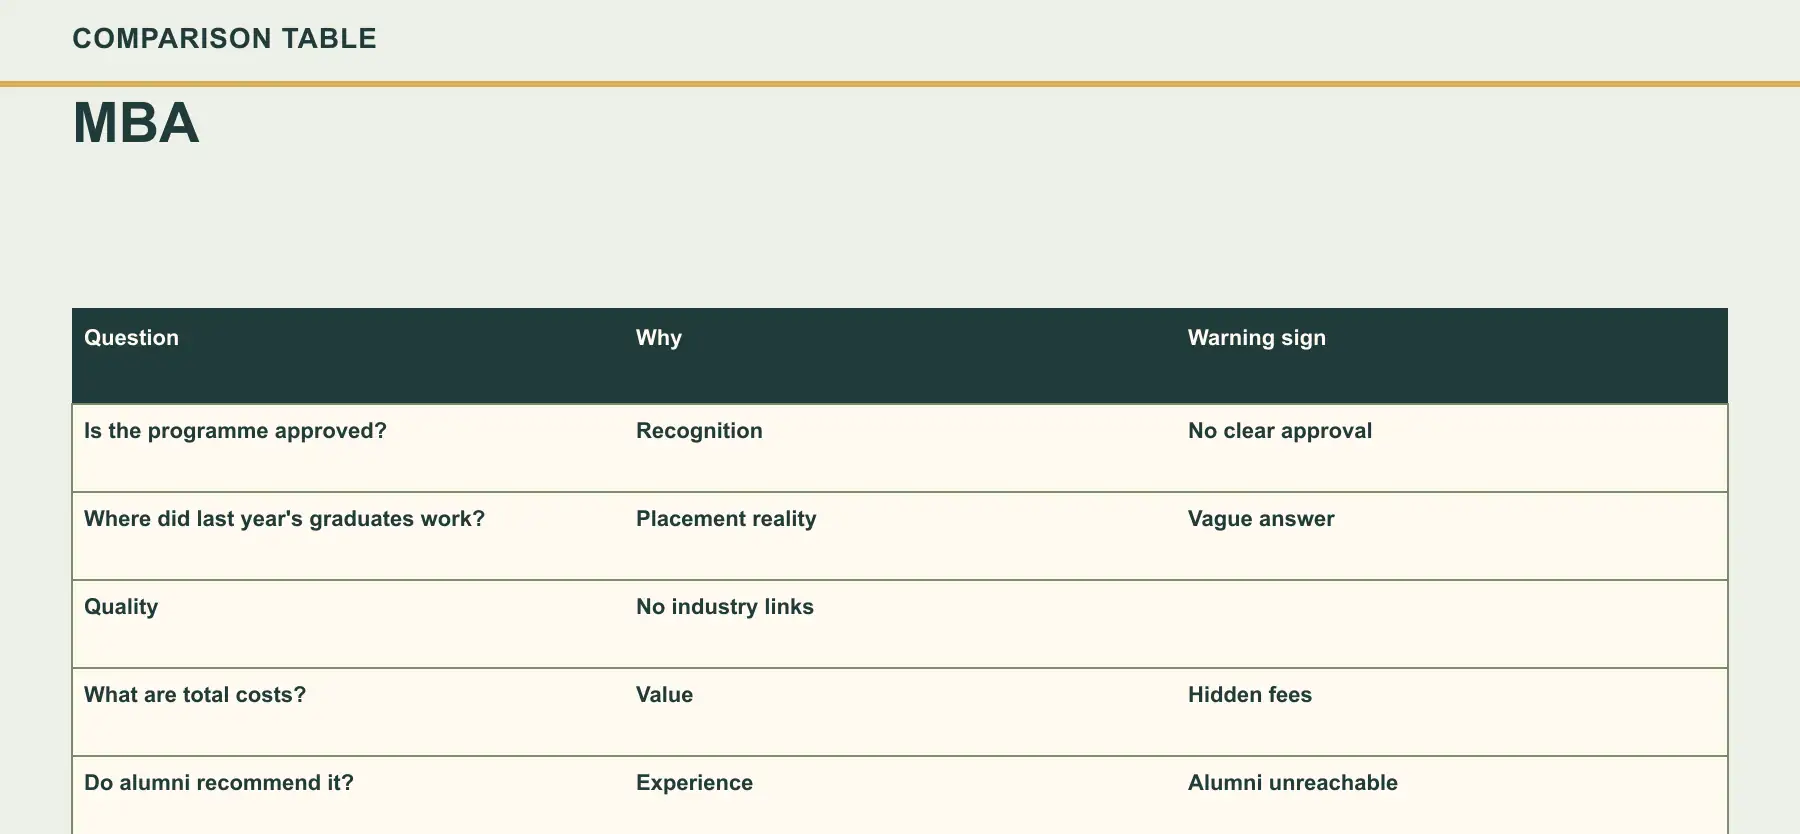 COMPARISON TABLE
MBA
Question Why Warning sign
Is the programme approved? Recognition No clear approval
Where did last year's graduates work? Placement reality Vague answer
Quality No industry links
What are total costs? Value Hidden fees
Do alumni recommend it? Experience Alumni unreachable